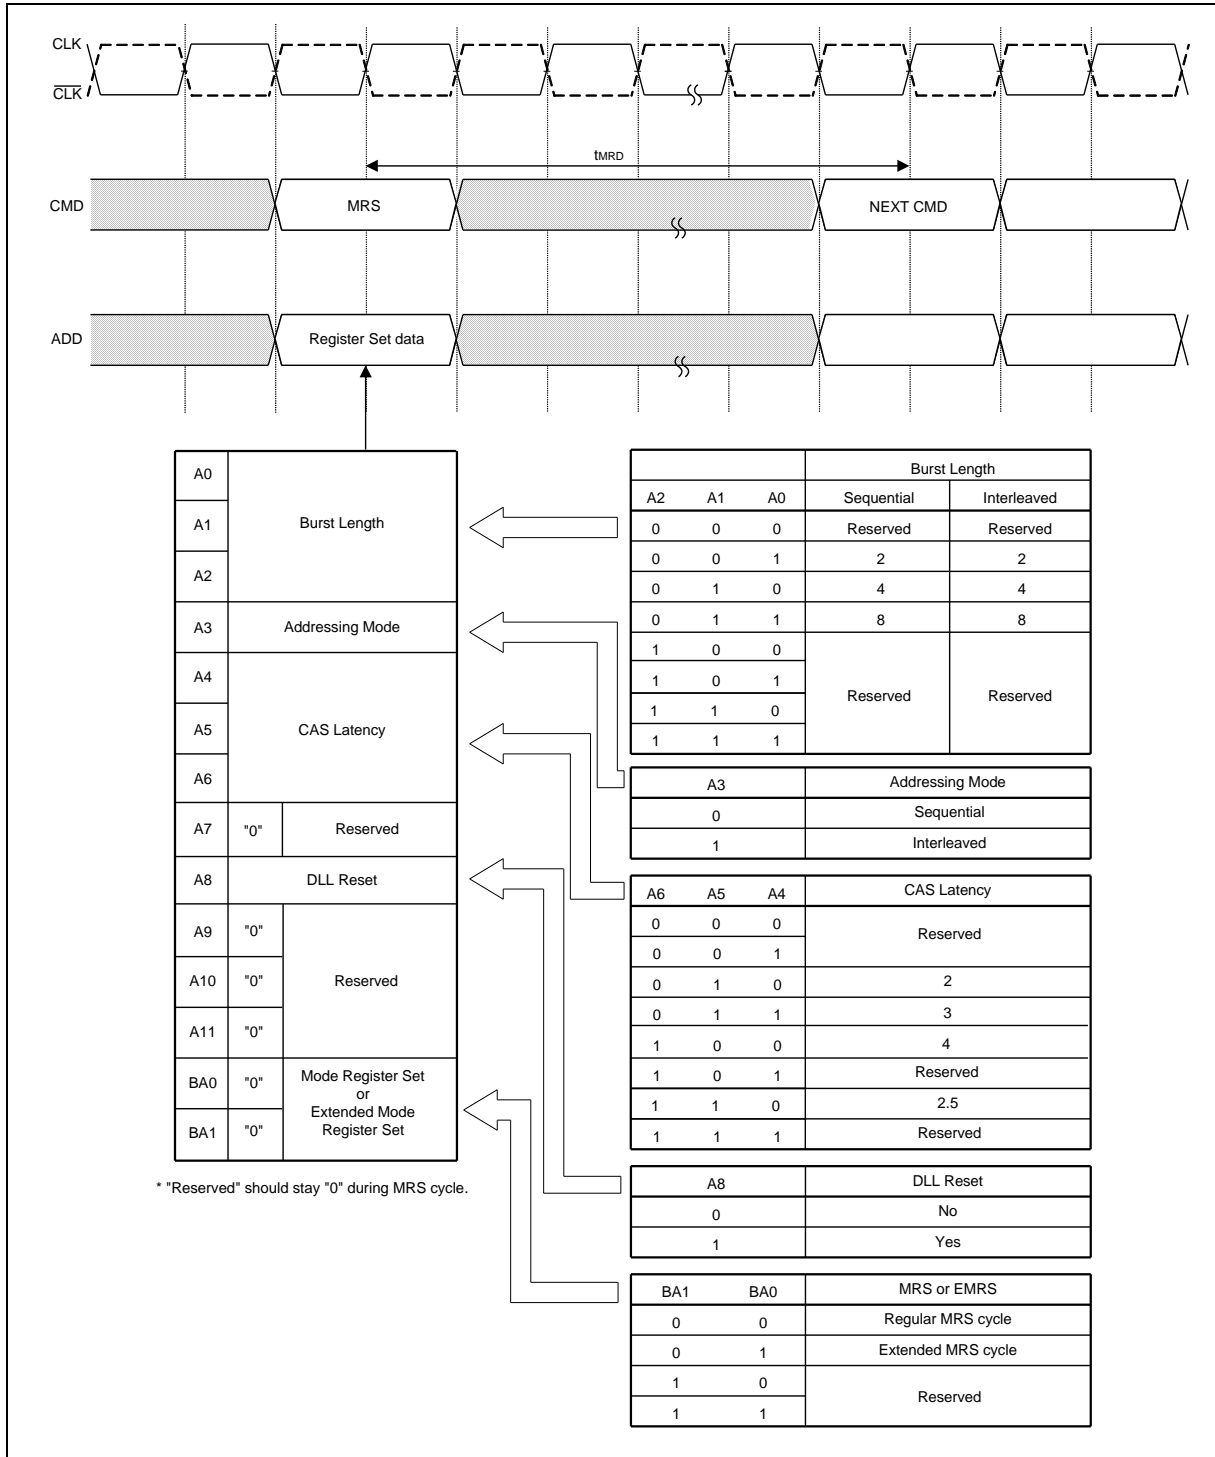 CLK
CLK
tMRD
CMD MRS NEXT CMD
ADD Register Set data
A0
A1 Burst Length
A2
A3 Addressing Mode
A4
A5 CAS Latency
A6
A7 "0" Reserved
A8 DLL Reset
A9 "0"
A10 "0" Reserved
A11 "0"
BA0 "0" Mode Register Set
or
Extended Mode
BA1 "0" Register Set
* "Reserved" should stay "0" during MRS cycle.
Burst Length
A2 A1 A0 Sequential Interleaved
0 0 0 Reserved Reserved
0 0 1 2 2
0 1 0 4 4
0 1 1 8 8
1 0 0
1 0 1
Reserved Reserved
1 1 0
1 1 1
A3 Addressing Mode
0 Sequential
1 Interleaved
A6 A5 A4 CAS Latency
0 0 0
Reserved
0 0 1
0 1 0 2
0 1 1 3
1 0 0 4
1 0 1 Reserved
1 1 0 2.5
1 1 1 Reserved
A8 DLL Reset
0 No
1 Yes
BA1 BA0 MRS or EMRS
0 0 Regular MRS cycle
0 1 Extended MRS cycle
1 0
Reserved
1 1